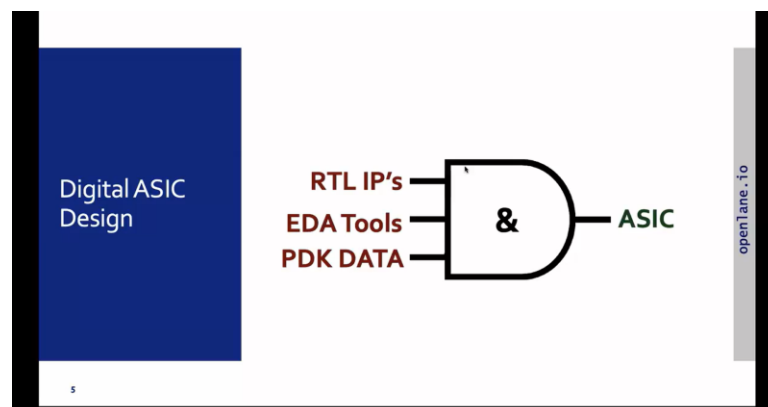 Digital ASIC
Design
RTL IP's
EDA Tools
PDK DATA
&
ASIC
openlane.io
5